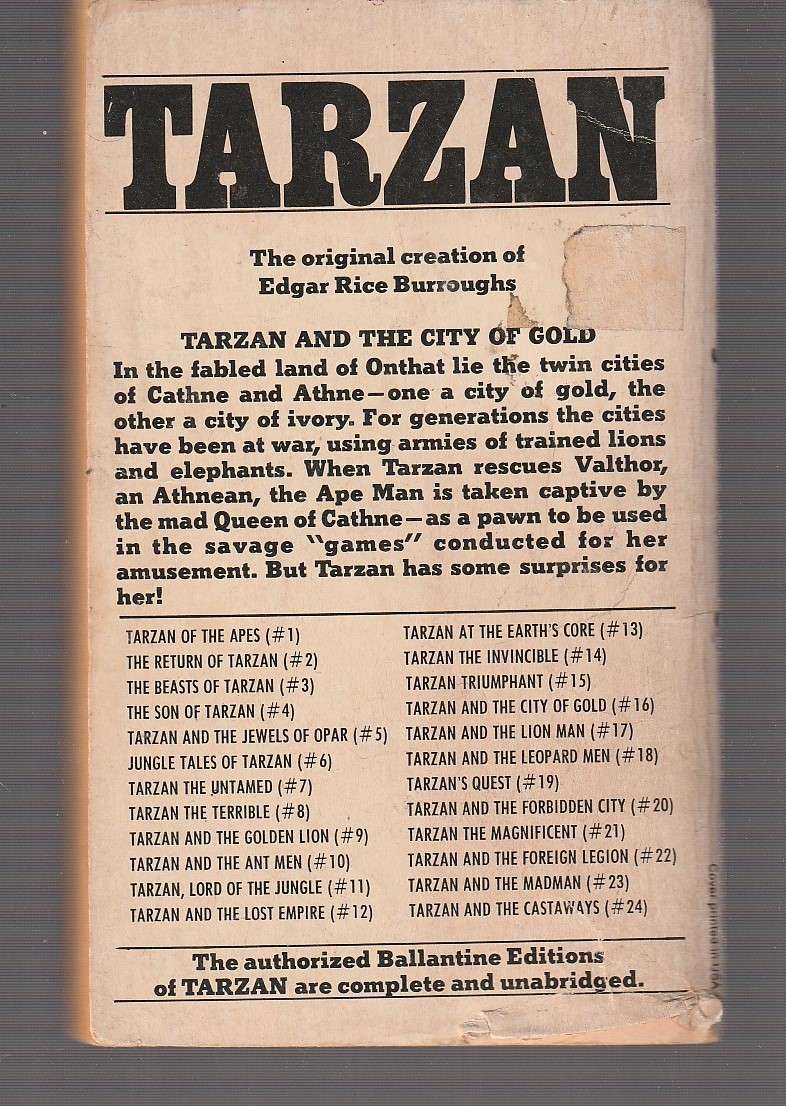 TARZAN
The original creation of
Edgar Rice Burroughs
TARZAN AND THE CITY OF GOLD
In the fabled land of Onthat lie the twin cities
of Cathne and Athne—one a city of gold, the
other a city of ivory. For generations the cities
have been at war, using armies of trained lions
and elephants. When Tarzan rescues Valthor,
an Athnean, the Ape Man is taken captive by
the mad Queen of Cathne—as a pawn to be used
in the savage "games" conducted for her
amusement. But Tarzan has some surprises for
her!
TARZAN OF THE APES (#1)
THE RETURN OF TARZAN (#2)
THE BEASTS OF TARZAN (#3)
THE SON OF TARZAN (#4)
TARZAN AND THE JEWELS OF OPAR (#5)
JUNGLE TALES OF TARZAN (#6)
TARZAN THE UNTAMED (#7)
TARZAN THE TERRIBLE (#8)
TARZAN AND THE GOLDEN LION (#9)
TARZAN AND THE ANT MEN (#10)
TARZAN, LORD OF THE JUNGLE (#11)
TARZAN AND THE LOST EMPIRE (#12)
TARZAN AT THE EARTH'S CORE (#13)
TARZAN THE INVINCIBLE (#14)
TARZAN TRIUMPHANT (#15)
TARZAN AND THE CITY OF GOLD (#16)
TARZAN AND THE LION MAN (#17)
TARZAN AND THE LEOPARD MEN (#18)
TARZAN'S QUEST (#19)
TARZAN AND THE FORBIDDEN CITY (#20)
TARZAN THE MAGNIFICENT (#21)
TARZAN AND THE FOREIGN LEGION (#22)
TARZAN AND THE MADMAN (#23)
TARZAN AND THE CASTAWAYS (#24)
The authorized Ballantine Editions
of TARZAN are complete and unabridged.
Cover printed in USA